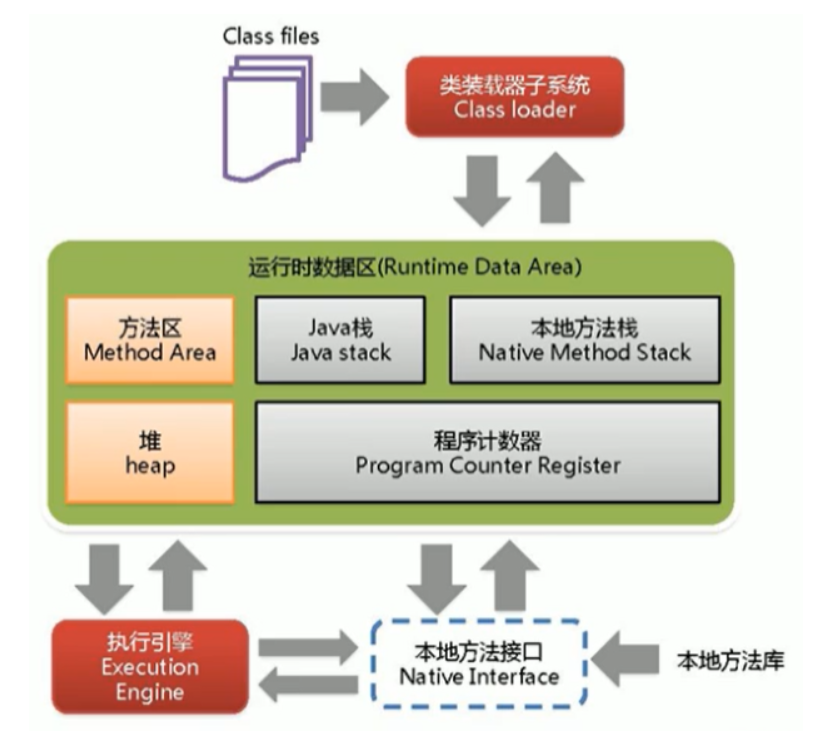 Class files
类装载器子系统
Class loader
运行时数据区(Runtime Data Area)
方法区
Method Area
Java栈
Java stack
本地方法栈
Native Method Stack
堆
heap
程序计数器
Program Counter Register
执行引擎
Execution
Engine
本地方法接口
Native Interface
本地方法库